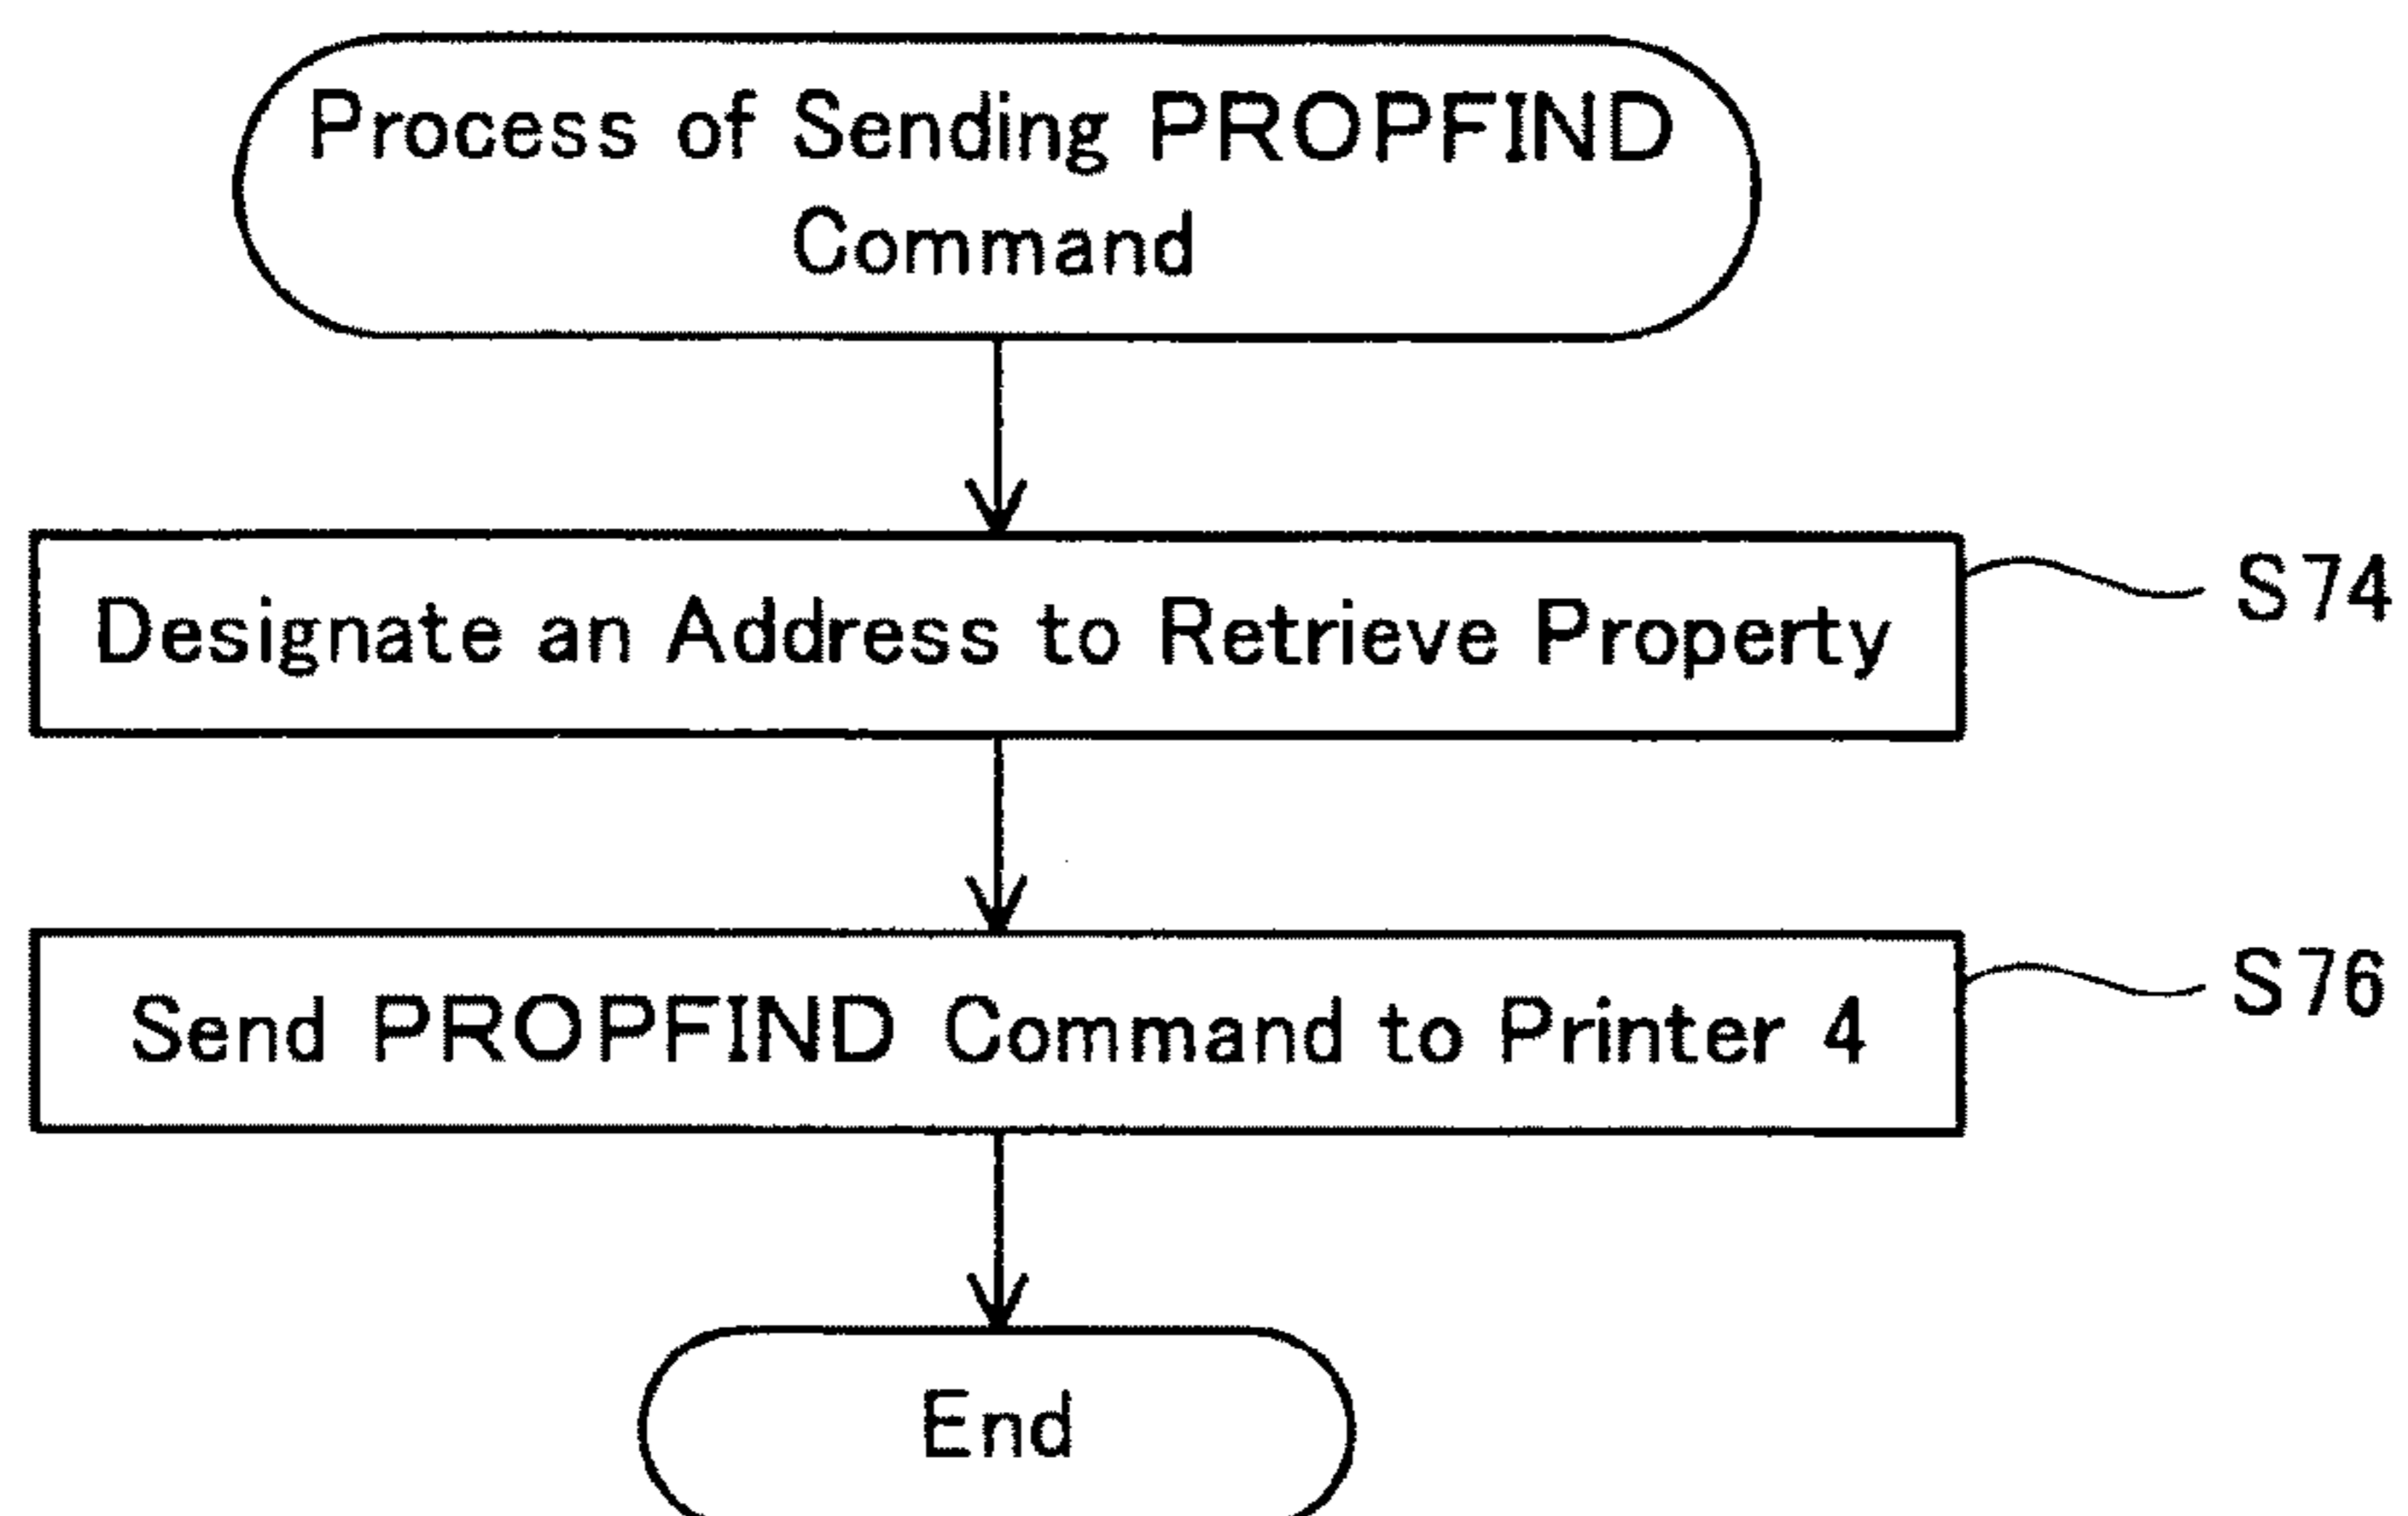 Process of Sending PROPFIND
Command
Designate an Address to Retrieve Property
S74
Send PROPFIND Command to Printer 4
S76
End